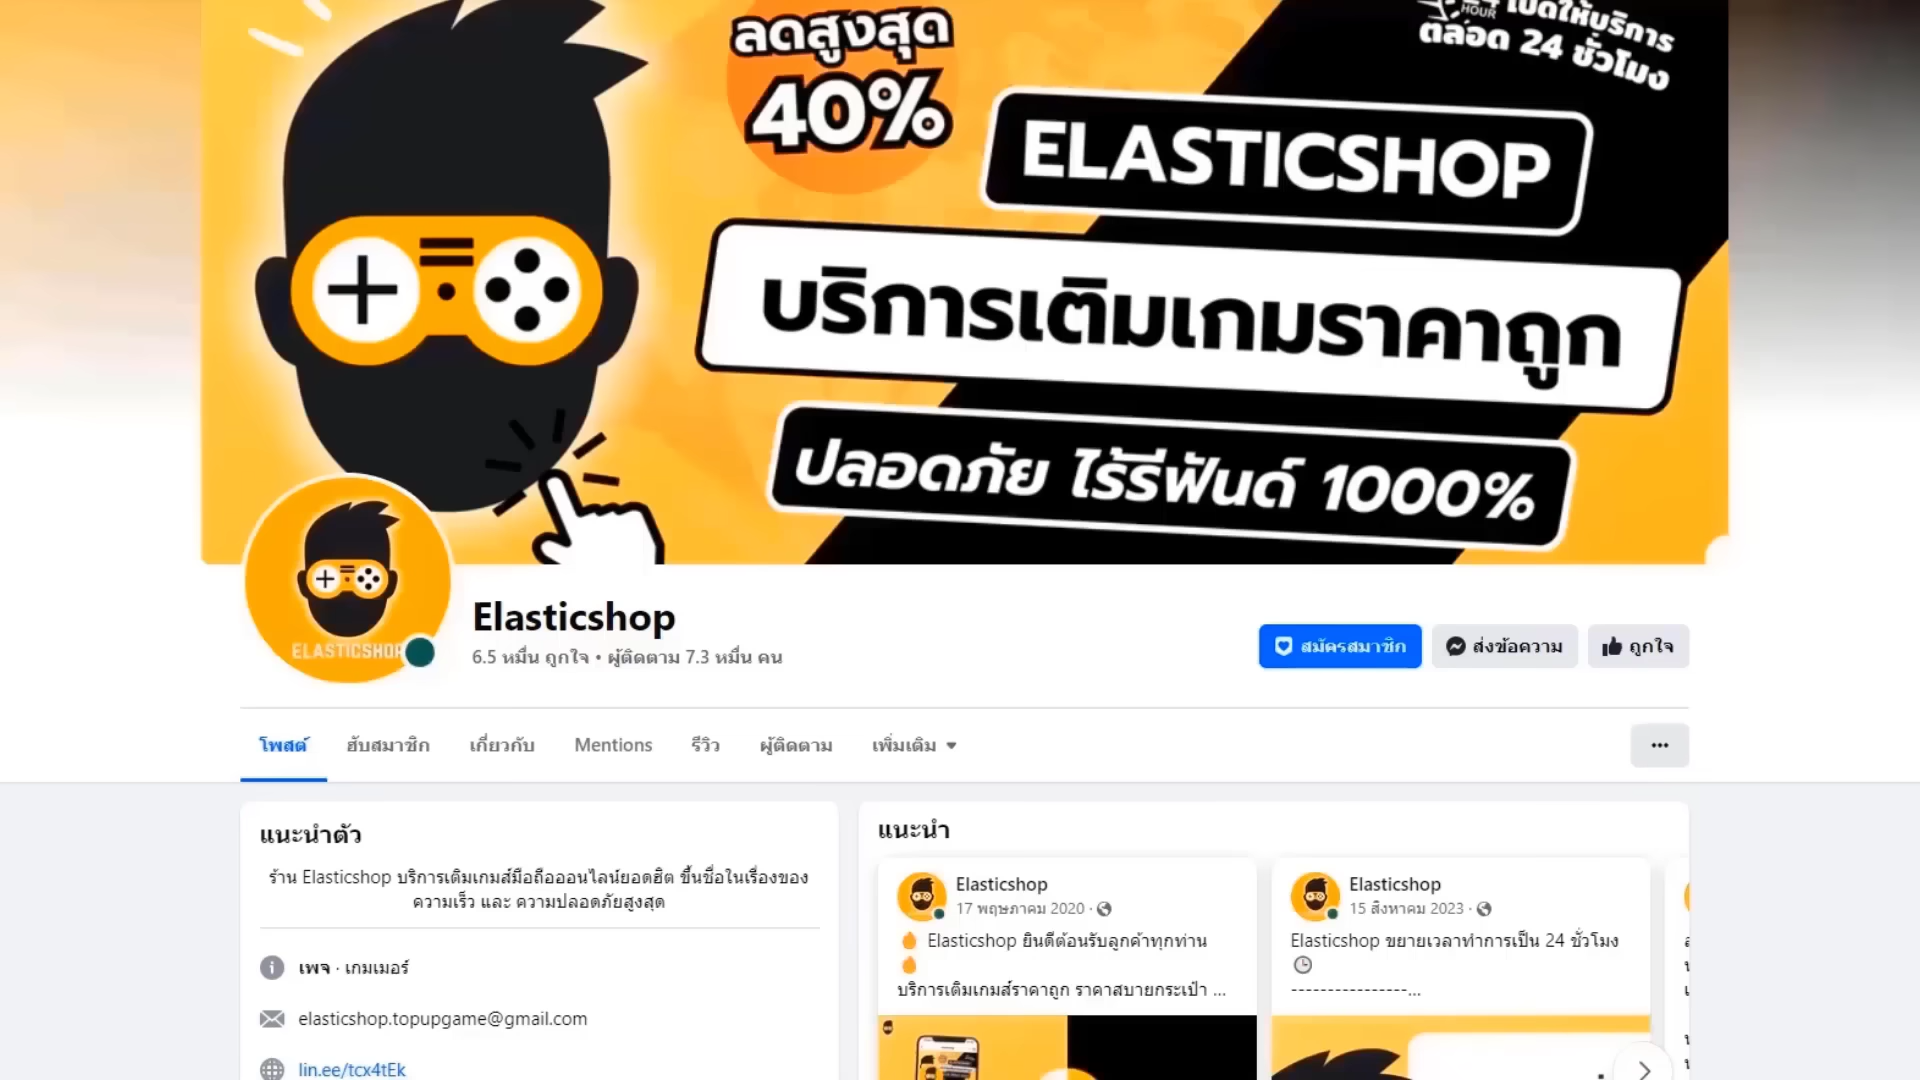 ลดสูงสุด
40%
HOUR เปิดให้บริการ
ตลอด 24 ชั่วโมง
ELASTICSHOP
บริการเติมเกมราคาถูก
ปลอดภัย ไร้รีฟันด์ 1000%
ELASTICSHOP
Elasticshop
6.5 หมื่น ถูกใจ • ผู้ติดตาม 7.3 หมื่น คน
สมัครสมาชิก ส่งข้อความ ถูกใจ
โพสต์ ฮับสมาชิก เกี่ยวกับ Mentions รีวิว ผู้ติดตาม เพิ่มเติม
แนะนำตัว
ร้าน Elasticshop บริการเติมเกมส์มือถือออนไลน์ยอดฮิต ขึ้นชื่อในเรื่องของ
ความเร็ว และ ความปลอดภัยสูงสุด
เพจ · เกมเมอร์
elasticshop.topupgame@gmail.com
lin.ee/tcx4tEk
แนะนำ
Elasticshop
17 พฤษภาคม 2020 ·
Elasticshop ยินดีต้อนรับลูกค้าทุกท่าน
บริการเติมเกมส์ราคาถูก ราคาสบายกระเป๋า ...
Elasticshop
15 สิงหาคม 2023 ·
Elasticshop ขยายเวลาทำการเป็น 24 ชั่วโมง
----------------...